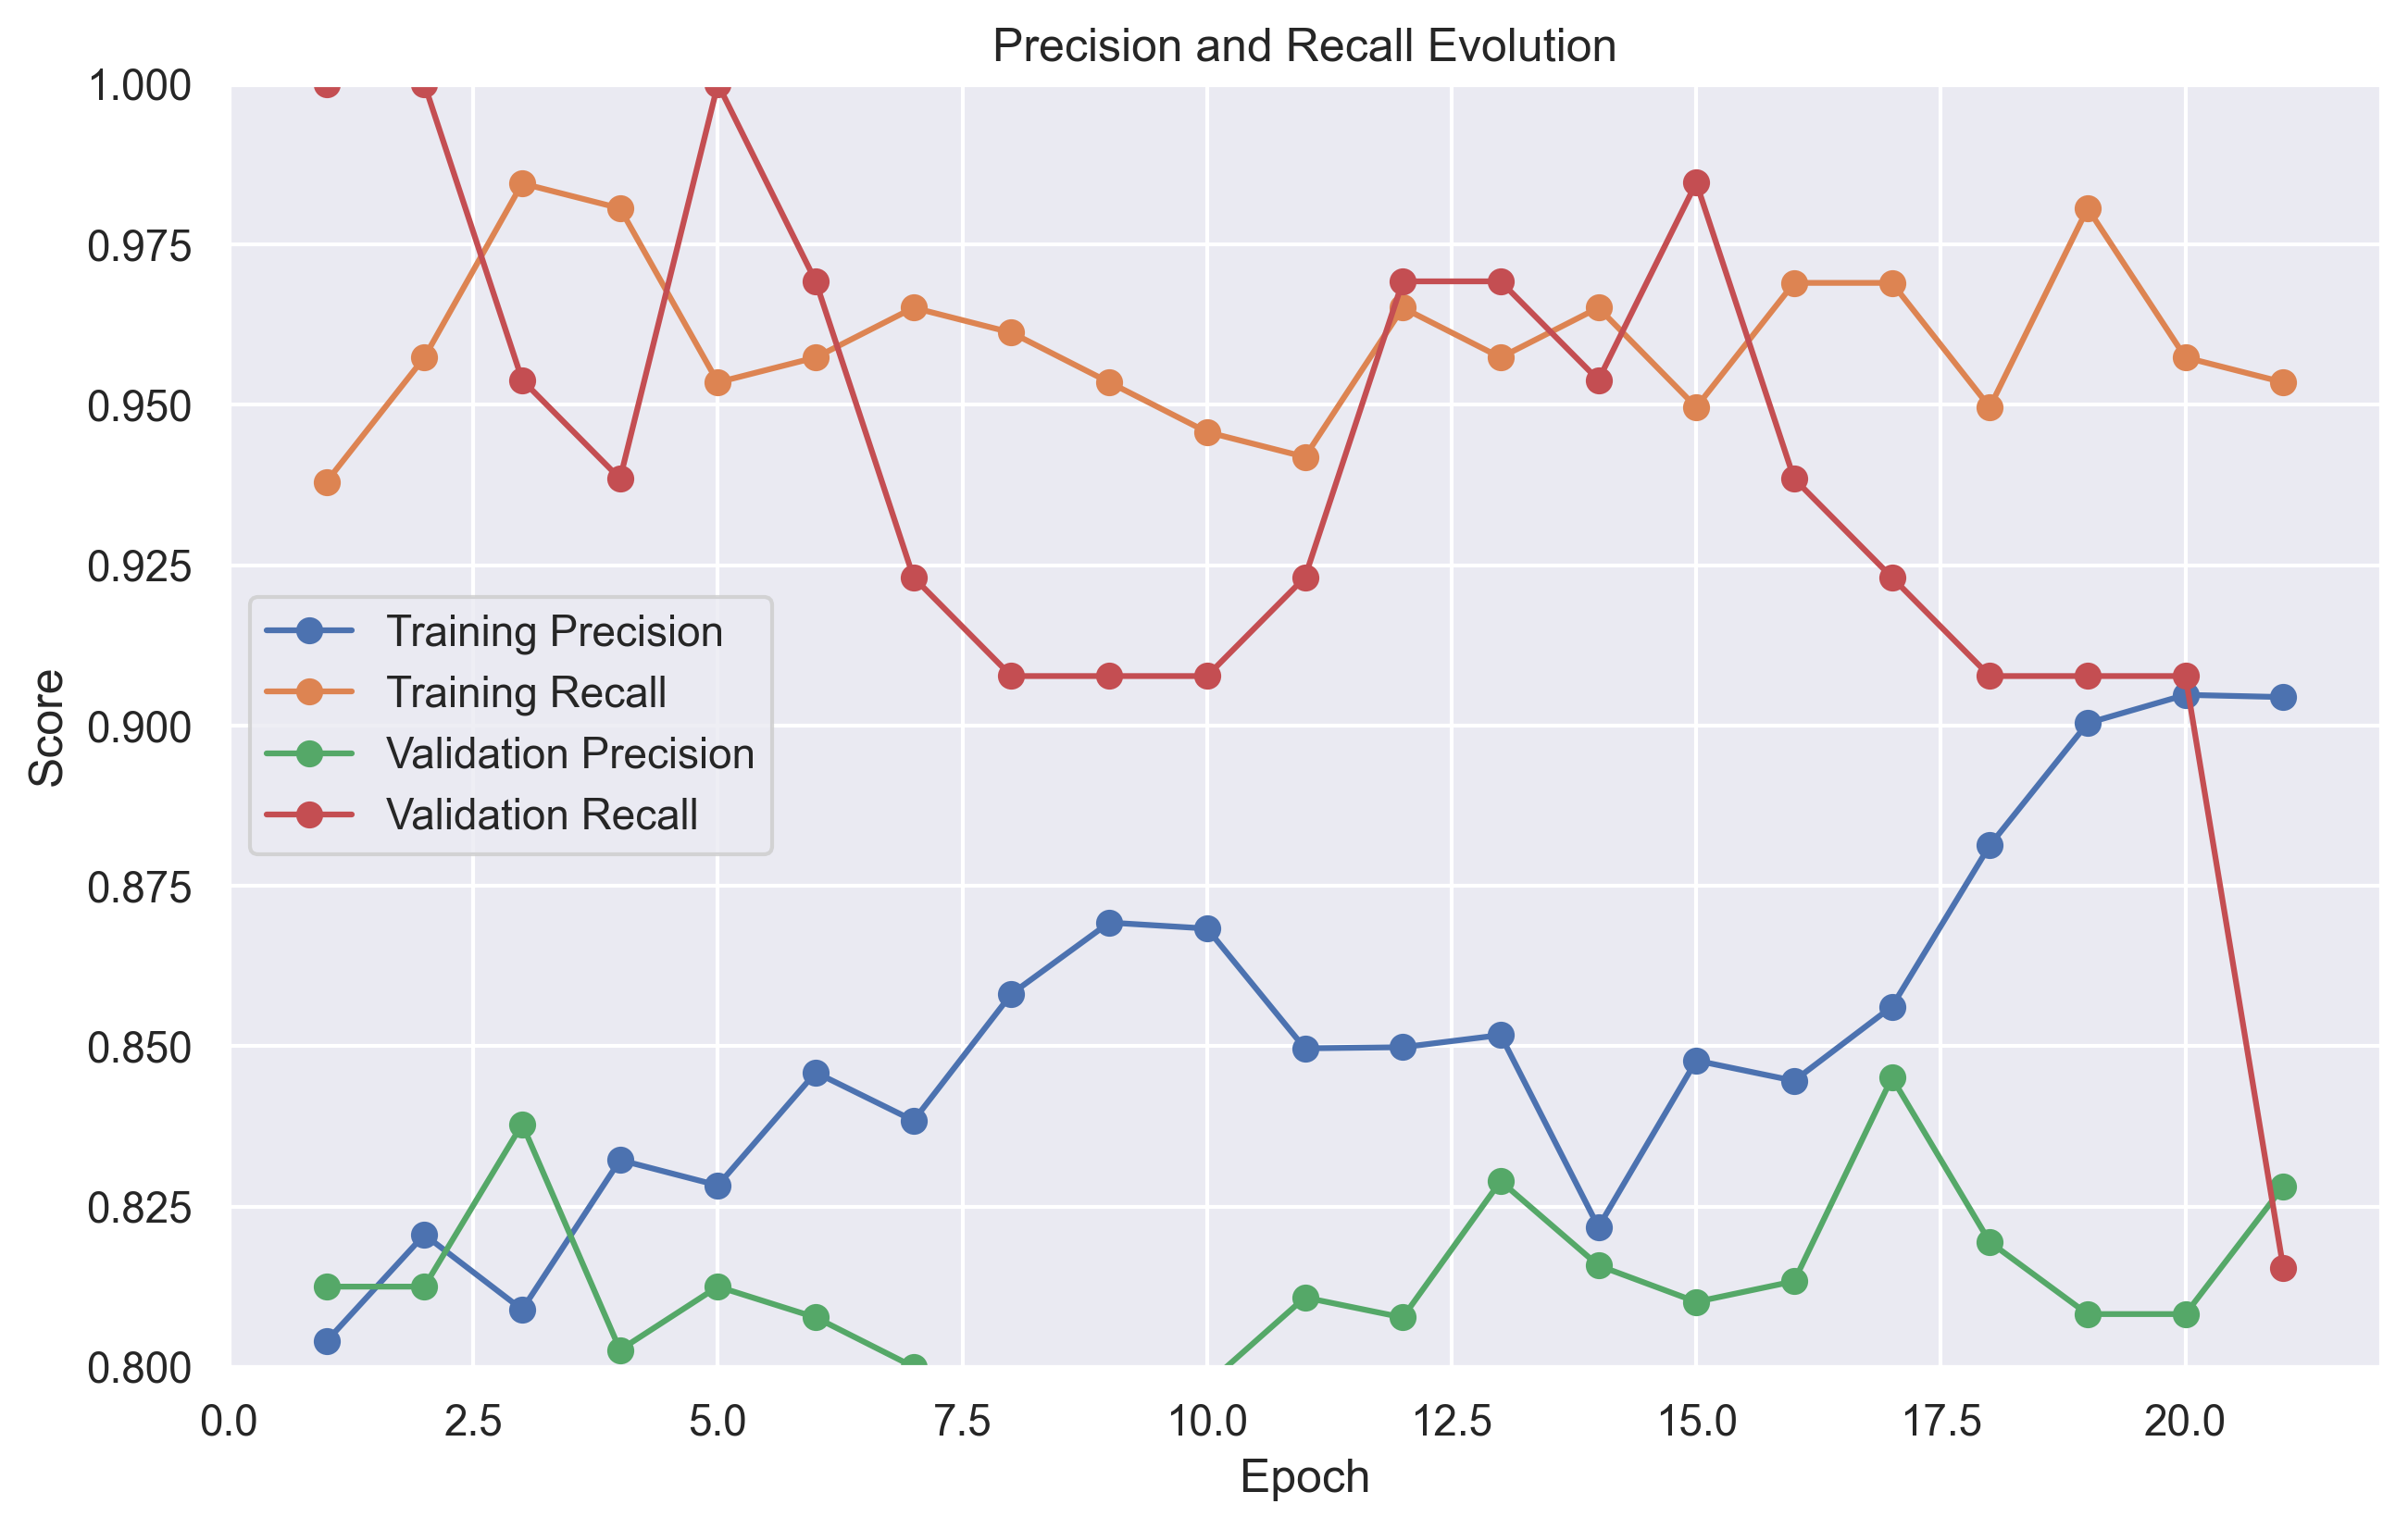 Precision and Recall Evolution
1.000
0.975
0.950
0.925
0.900
0.875
0.850
0.825
0.800
Score
Training Precision
Training Recall
Validation Precision
Validation Recall
0.0 2.5 5.0 7.5 10.0 12.5 15.0 17.5 20.0
Epoch